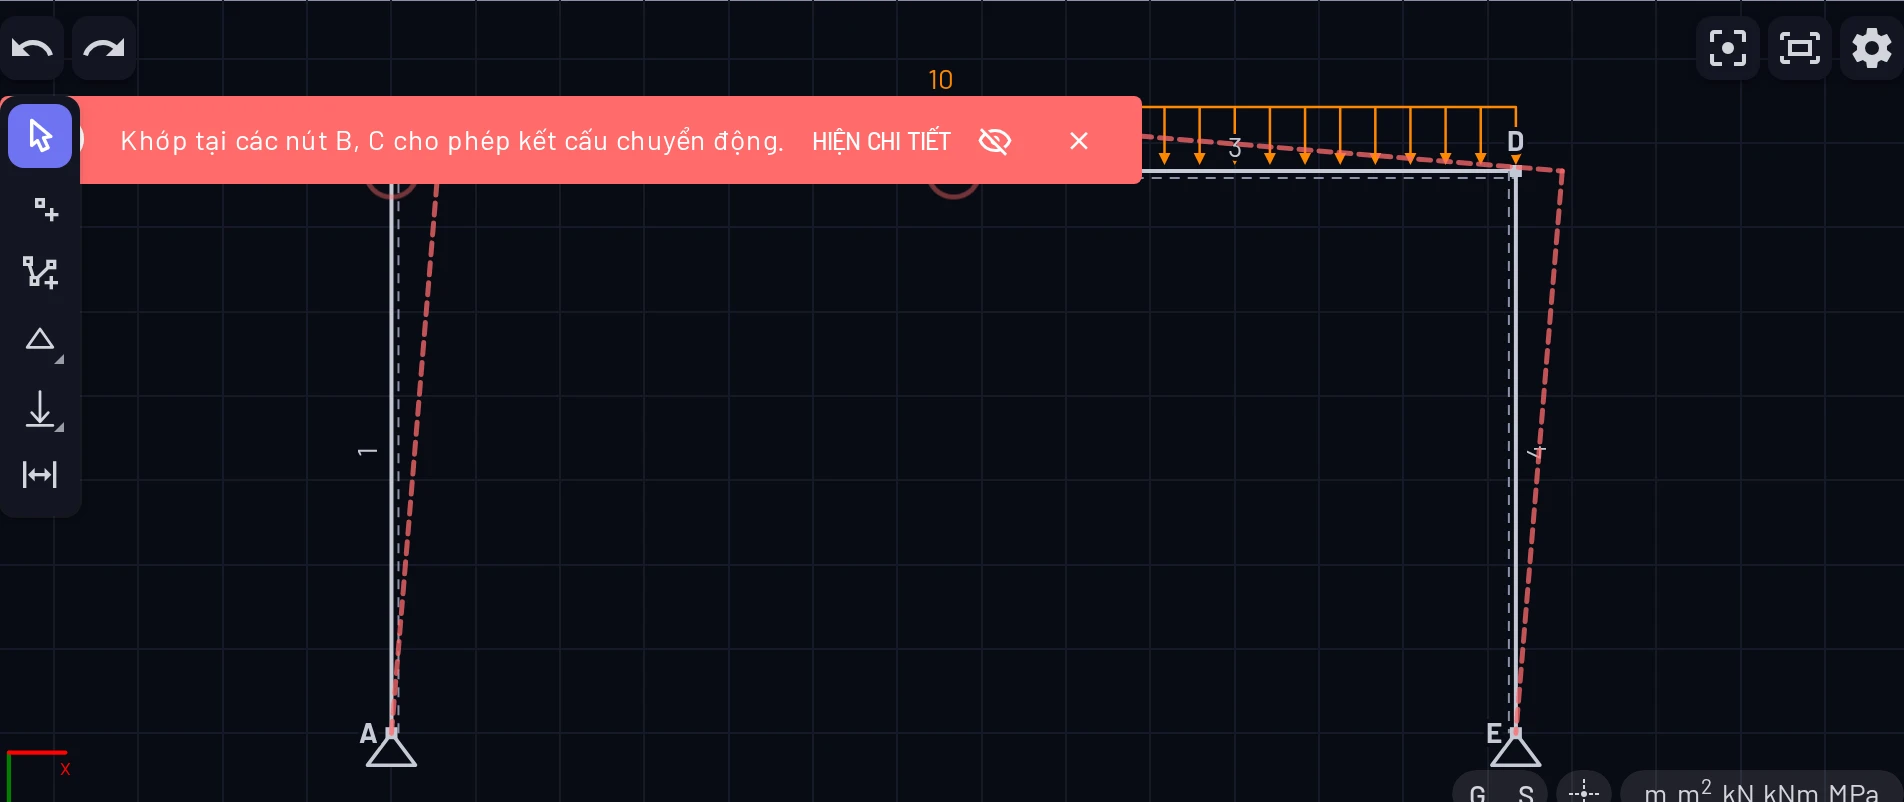 10
Khớp tại các nút B, C cho phép kết cấu chuyển động. HIỆN CHI TIẾT
3
D
1
4
A
E
x
G S
m m² kN kNm MPa